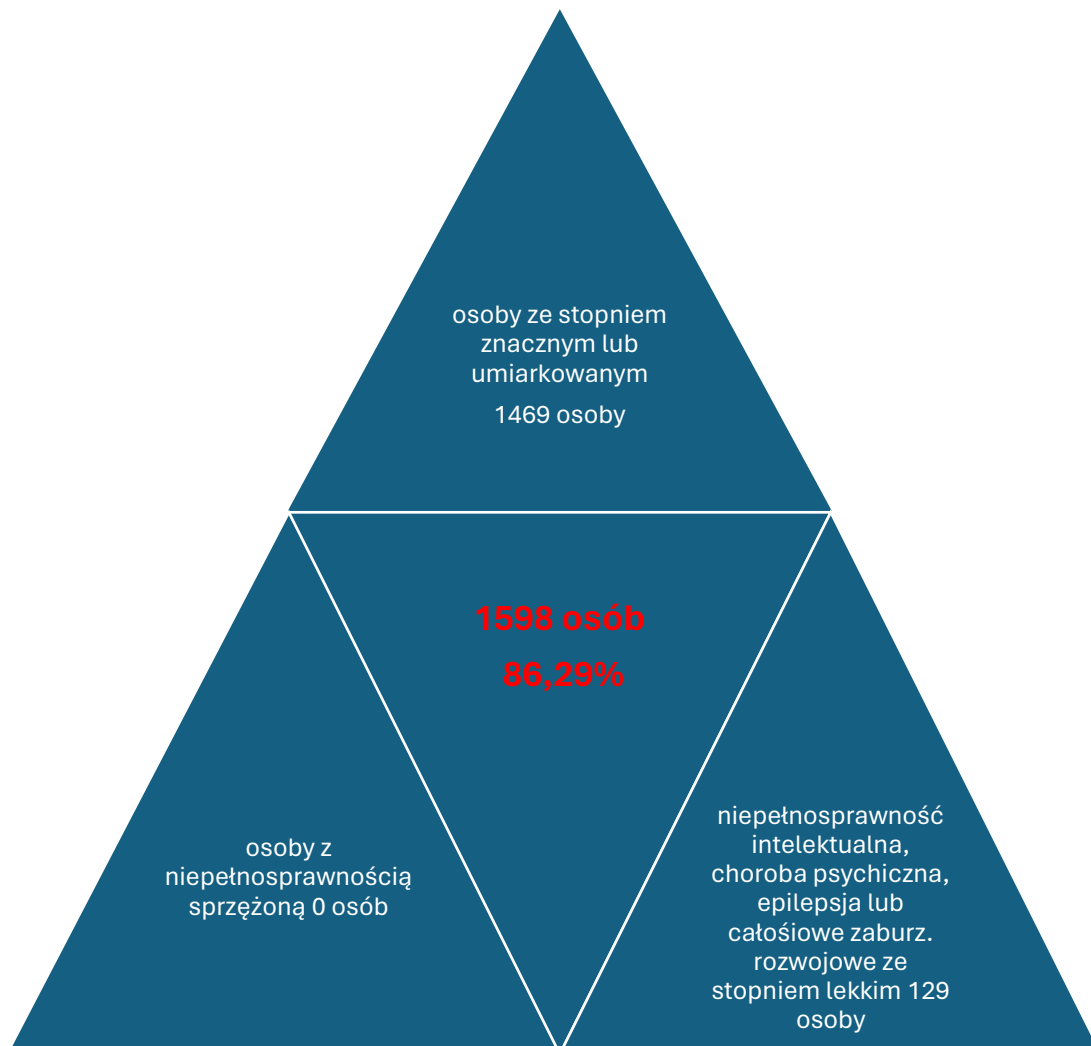 osoby ze stopniem
znacznym lub
umiarkowanym
1469 osoby
1598 osób
86,29%
osoby z
niepełnosprawnością
sprzężoną 0 osób
niepełnosprawność
intelektualna,
choroba psychiczna,
epilepsja lub
całośiowe zaburz.
rozwojowe ze
stopniem lekkim 129
osoby